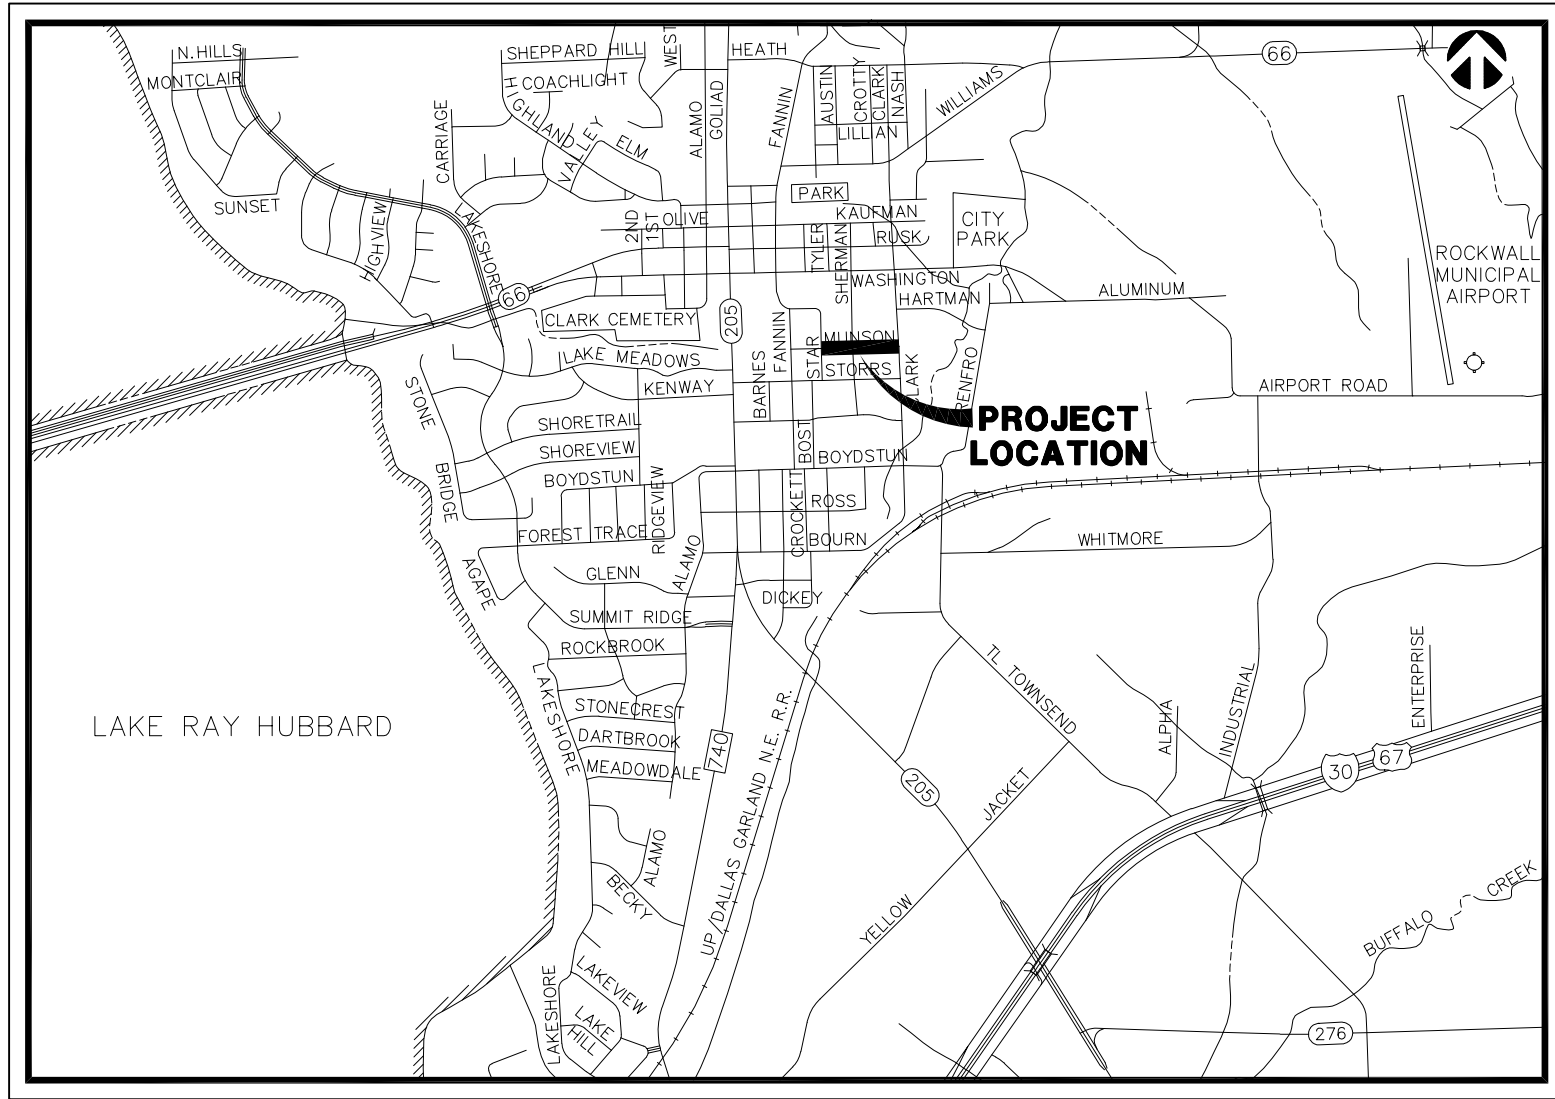 N.HILLS
MONTCLAIR
SHEPPARD HILL
WEST
HEATH
66
COACHLIGHT
HIGHLAND
CARRIAGE
VALLEY
ELM
ALAMO
GOLIAD
FANNIN
AUSTIN
CROTTY
CLARK
NASH
LILLIAN
WILLIAMS
SUNSET
HIGHVIEW
LAKESHORE
2ND
1ST
OLIVE
PARK
KAUFMAN
TYLER
SHERMAN
RUSK
CITY
PARK
WASHINGTON
HARTMAN
ALUMINUM
ROCKWALL
MUNICIPAL
AIRPORT
66
CLARK CEMETERY
205
LAKE MEADOWS
KENWAY
BARNES
FANNIN
STAR
MUNSON
STORRS
CLARK
RENFRO
AIRPORT ROAD
PROJECT
LOCATION
STONE
BRIDGE
SHORETRAIL
SHOREVIEW
BOYDSTUN
RIDGEVIEW
BOST
BOYDSTUN
CROCKETT
ROSS
BOURN
FOREST TRACE
WHITMORE
AGAPE
GLENN
ALAMO
DICKEY
SUMMIT RIDGE
ROCKBROOK
LAKESHORE
STONECREST
DARTBROOK
MEADOWDALE
740
LAKE RAY HUBBARD
UP/DALLAS GARLAND N.E. R.R.
TL TOWNSEND
ALPHA
INDUSTRIAL
ENTERPRISE
30
67
205
YELLOW
JACKET
ALAMO
BECKY
BUFFALO
CREEK
LAKESHORE
LAKEVIEW
LAKE
HILL
276